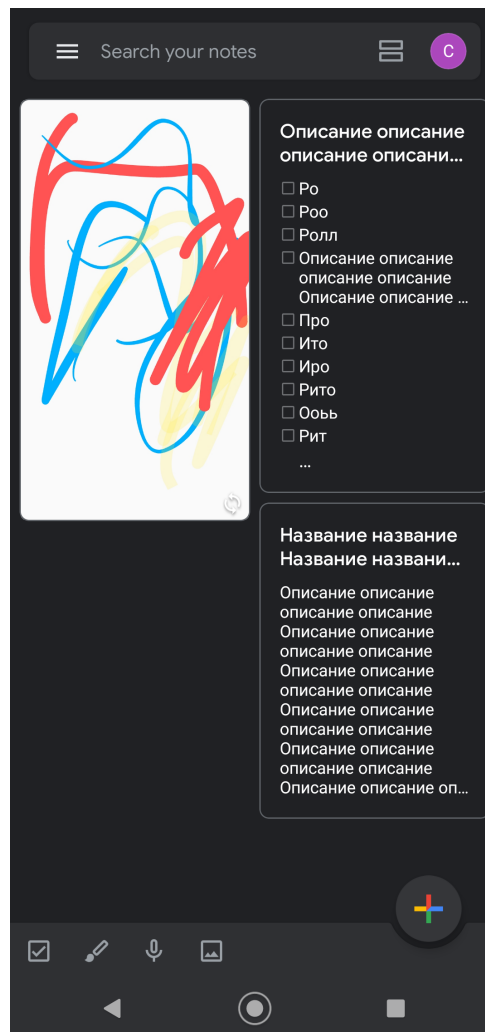 Search your notes
C
Описание описание
описание описани...
Ро
Роо
Ролл
Описание описание
описание описание
Описание описание ...
Про
Ито
Иро
Рито
Ооьь
Рит
...
Название название
Название названи...
Описание описание
описание описание
Описание описание
описание описание
Описание описание
описание описание
Описание описание
описание описание
Описание описание
описание описание
Описание описание оп...